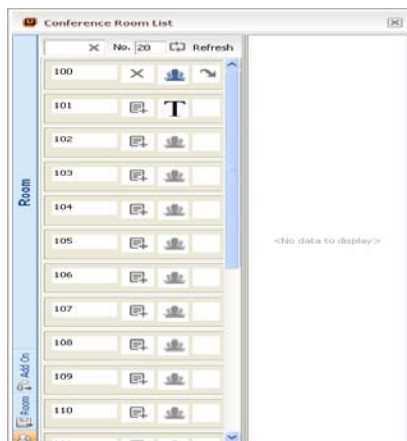 Conference Room List
No. 20 Refresh
100
101 T
102
103
104
105
106
107
108
109
110
Room
Add On
Room
<No data to display>